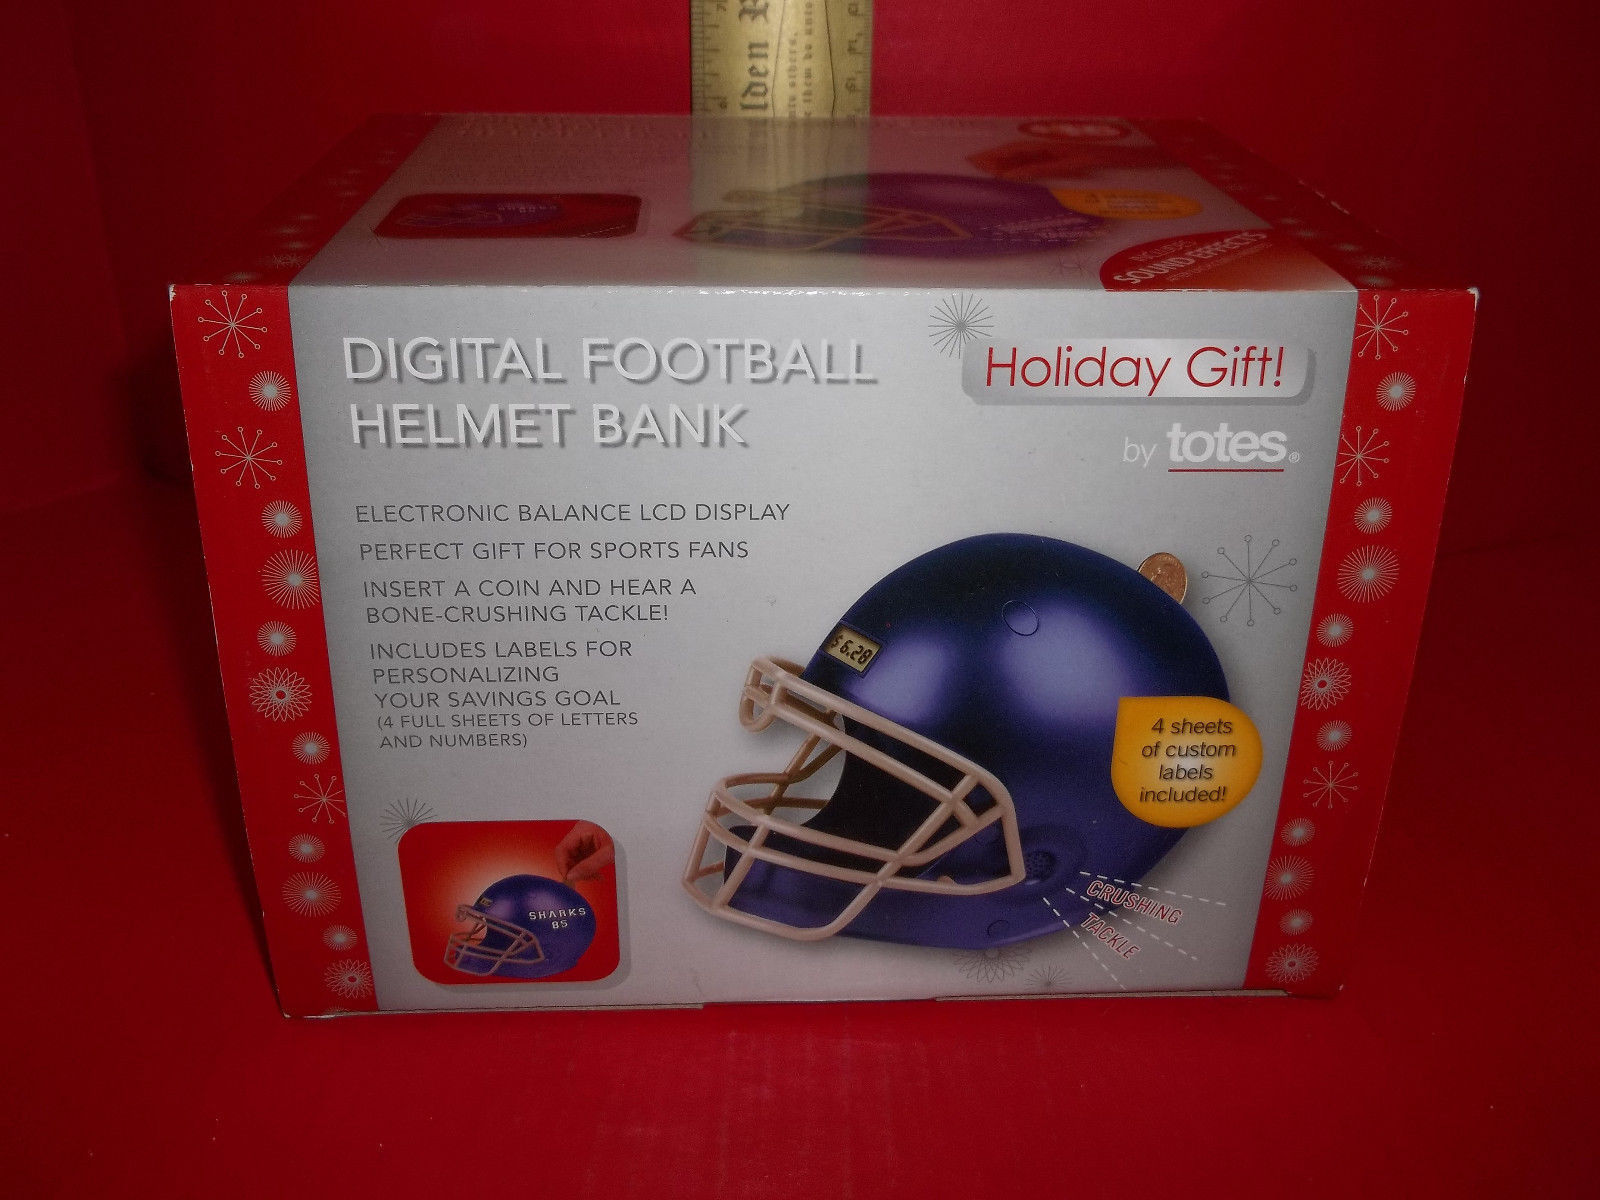 lden R
INCLUDES
SOUND EFFECTS
DIGITAL FOOTBALL
HELMET BANK
Holiday Gift!
by totes®
ELECTRONIC BALANCE LCD DISPLAY
PERFECT GIFT FOR SPORTS FANS
INSERT A COIN AND HEAR A
BONE-CRUSHING TACKLE!
INCLUDES LABELS FOR
PERSONALIZING
YOUR SAVINGS GOAL
(4 FULL SHEETS OF LETTERS
AND NUMBERS)
$6.28
4 sheets
of custom
labels
included!
CRUSHING
TACKLE
SHARKS
85